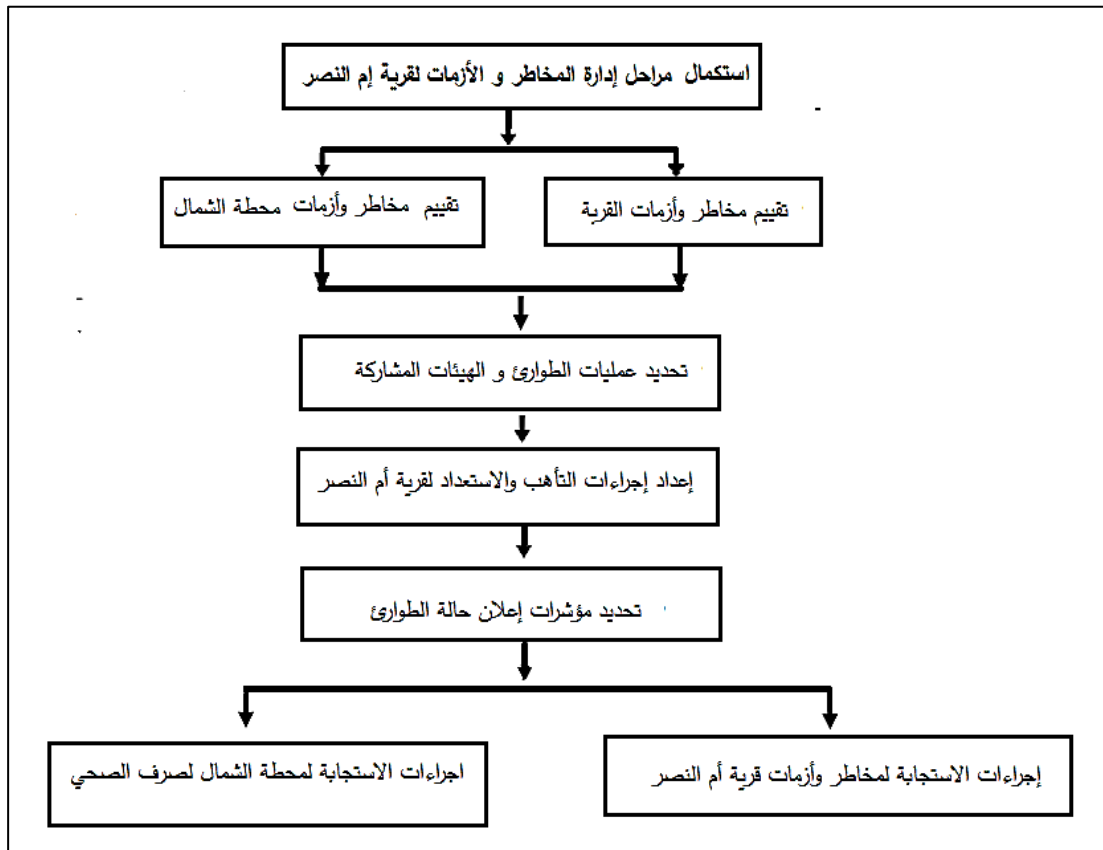 استكمال مراحل إدارة المخاطر و الأزمات لقرية إم النصر
تقييم مخاطر وأزمات القرية
تقييم مخاطر وأزمات محطة الشمال
تحديد عمليات الطوارئ و الهيئات المشاركة
إعداد إجراءات التأهب والاستعداد لقرية أم النصر
تحديد مؤشرات إعلان حالة الطوارئ
إجراءات الاستجابة لمخاطر وأزمات قرية أم النصر
اجراءات الاستجابة لمحطة الشمال لصرف الصحي